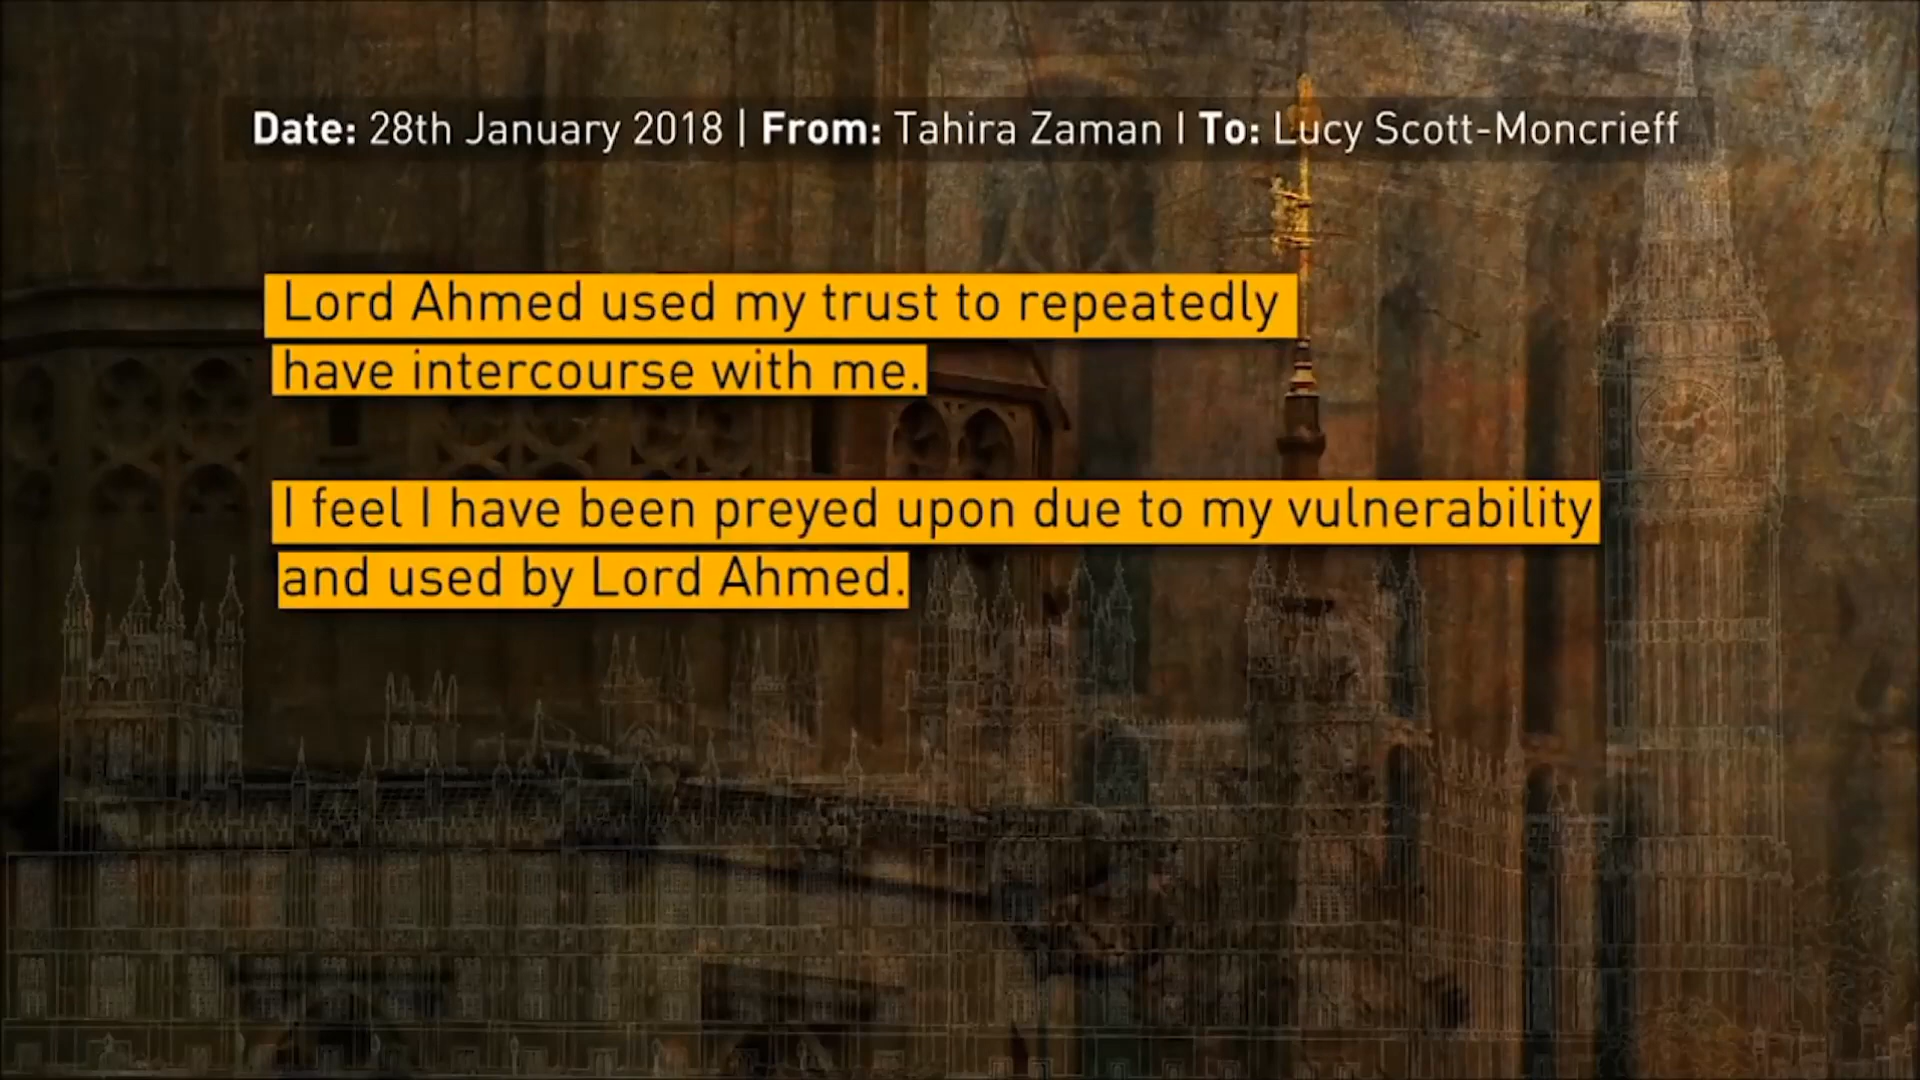 Date: 28th January 2018 | From: Tahira Zaman | To: Lucy Scott-Moncrieff
Lord Ahmed used my trust to repeatedly
have intercourse with me.
I feel I have been preyed upon due to my vulnerability
and used by Lord Ahmed.